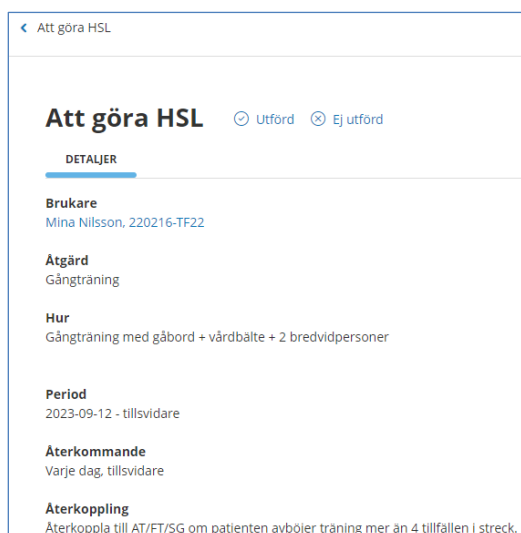 Att göra HSL
Att göra HSL Utförd Ej utförd
DETALJER
Brukare
Mina Nilsson, 220216-TF22
Åtgärd
Gångträning
Hur
Gångträning med gåbord + vårdbälte + 2 bredvidpersoner
Period
2023-09-12 - tillsvidare
Återkommande
Varje dag, tillsvidare
Återkoppling
Återkoppla till AT/FT/SG om patienten avböjer träning mer än 4 tillfällen i streck.